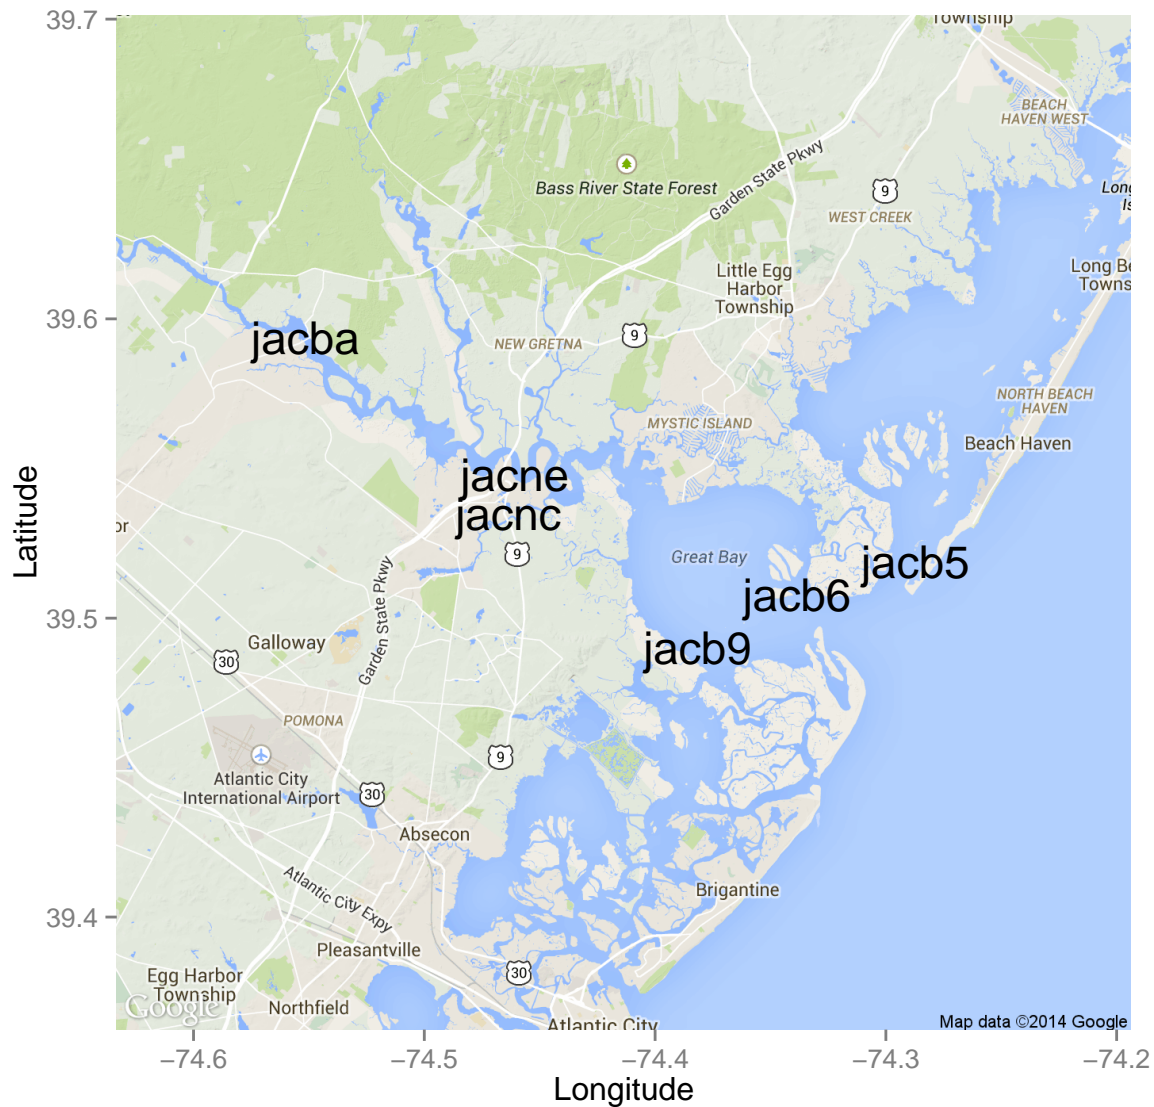 39.7
Township
BEACH
HAVEN WEST
Bass River State Forest
Garden State Pkwy
9
WEST CREEK
Long
Is
Little Egg
Harbor
Township
Long Be
Towns
39.6
jacba
NEW GRETNA
9
NORTH BEACH
HAVEN
MYSTIC ISLAND
Beach Haven
jacne
jacnc
or
9
Great Bay
jacb5
Latitude
jacb6
39.5
Galloway
Garden State Pkwy
jacb9
30
POMONA
9
Atlantic City
International Airport
30
Absecon
Atlantic City Expy
Brigantine
39.4
Pleasantville
30
Egg Harbor
Township
Northfield
Google
Atlantic City
Map data ©2014 Google
−74.6
−74.5
−74.4
−74.3
−74.2
Longitude